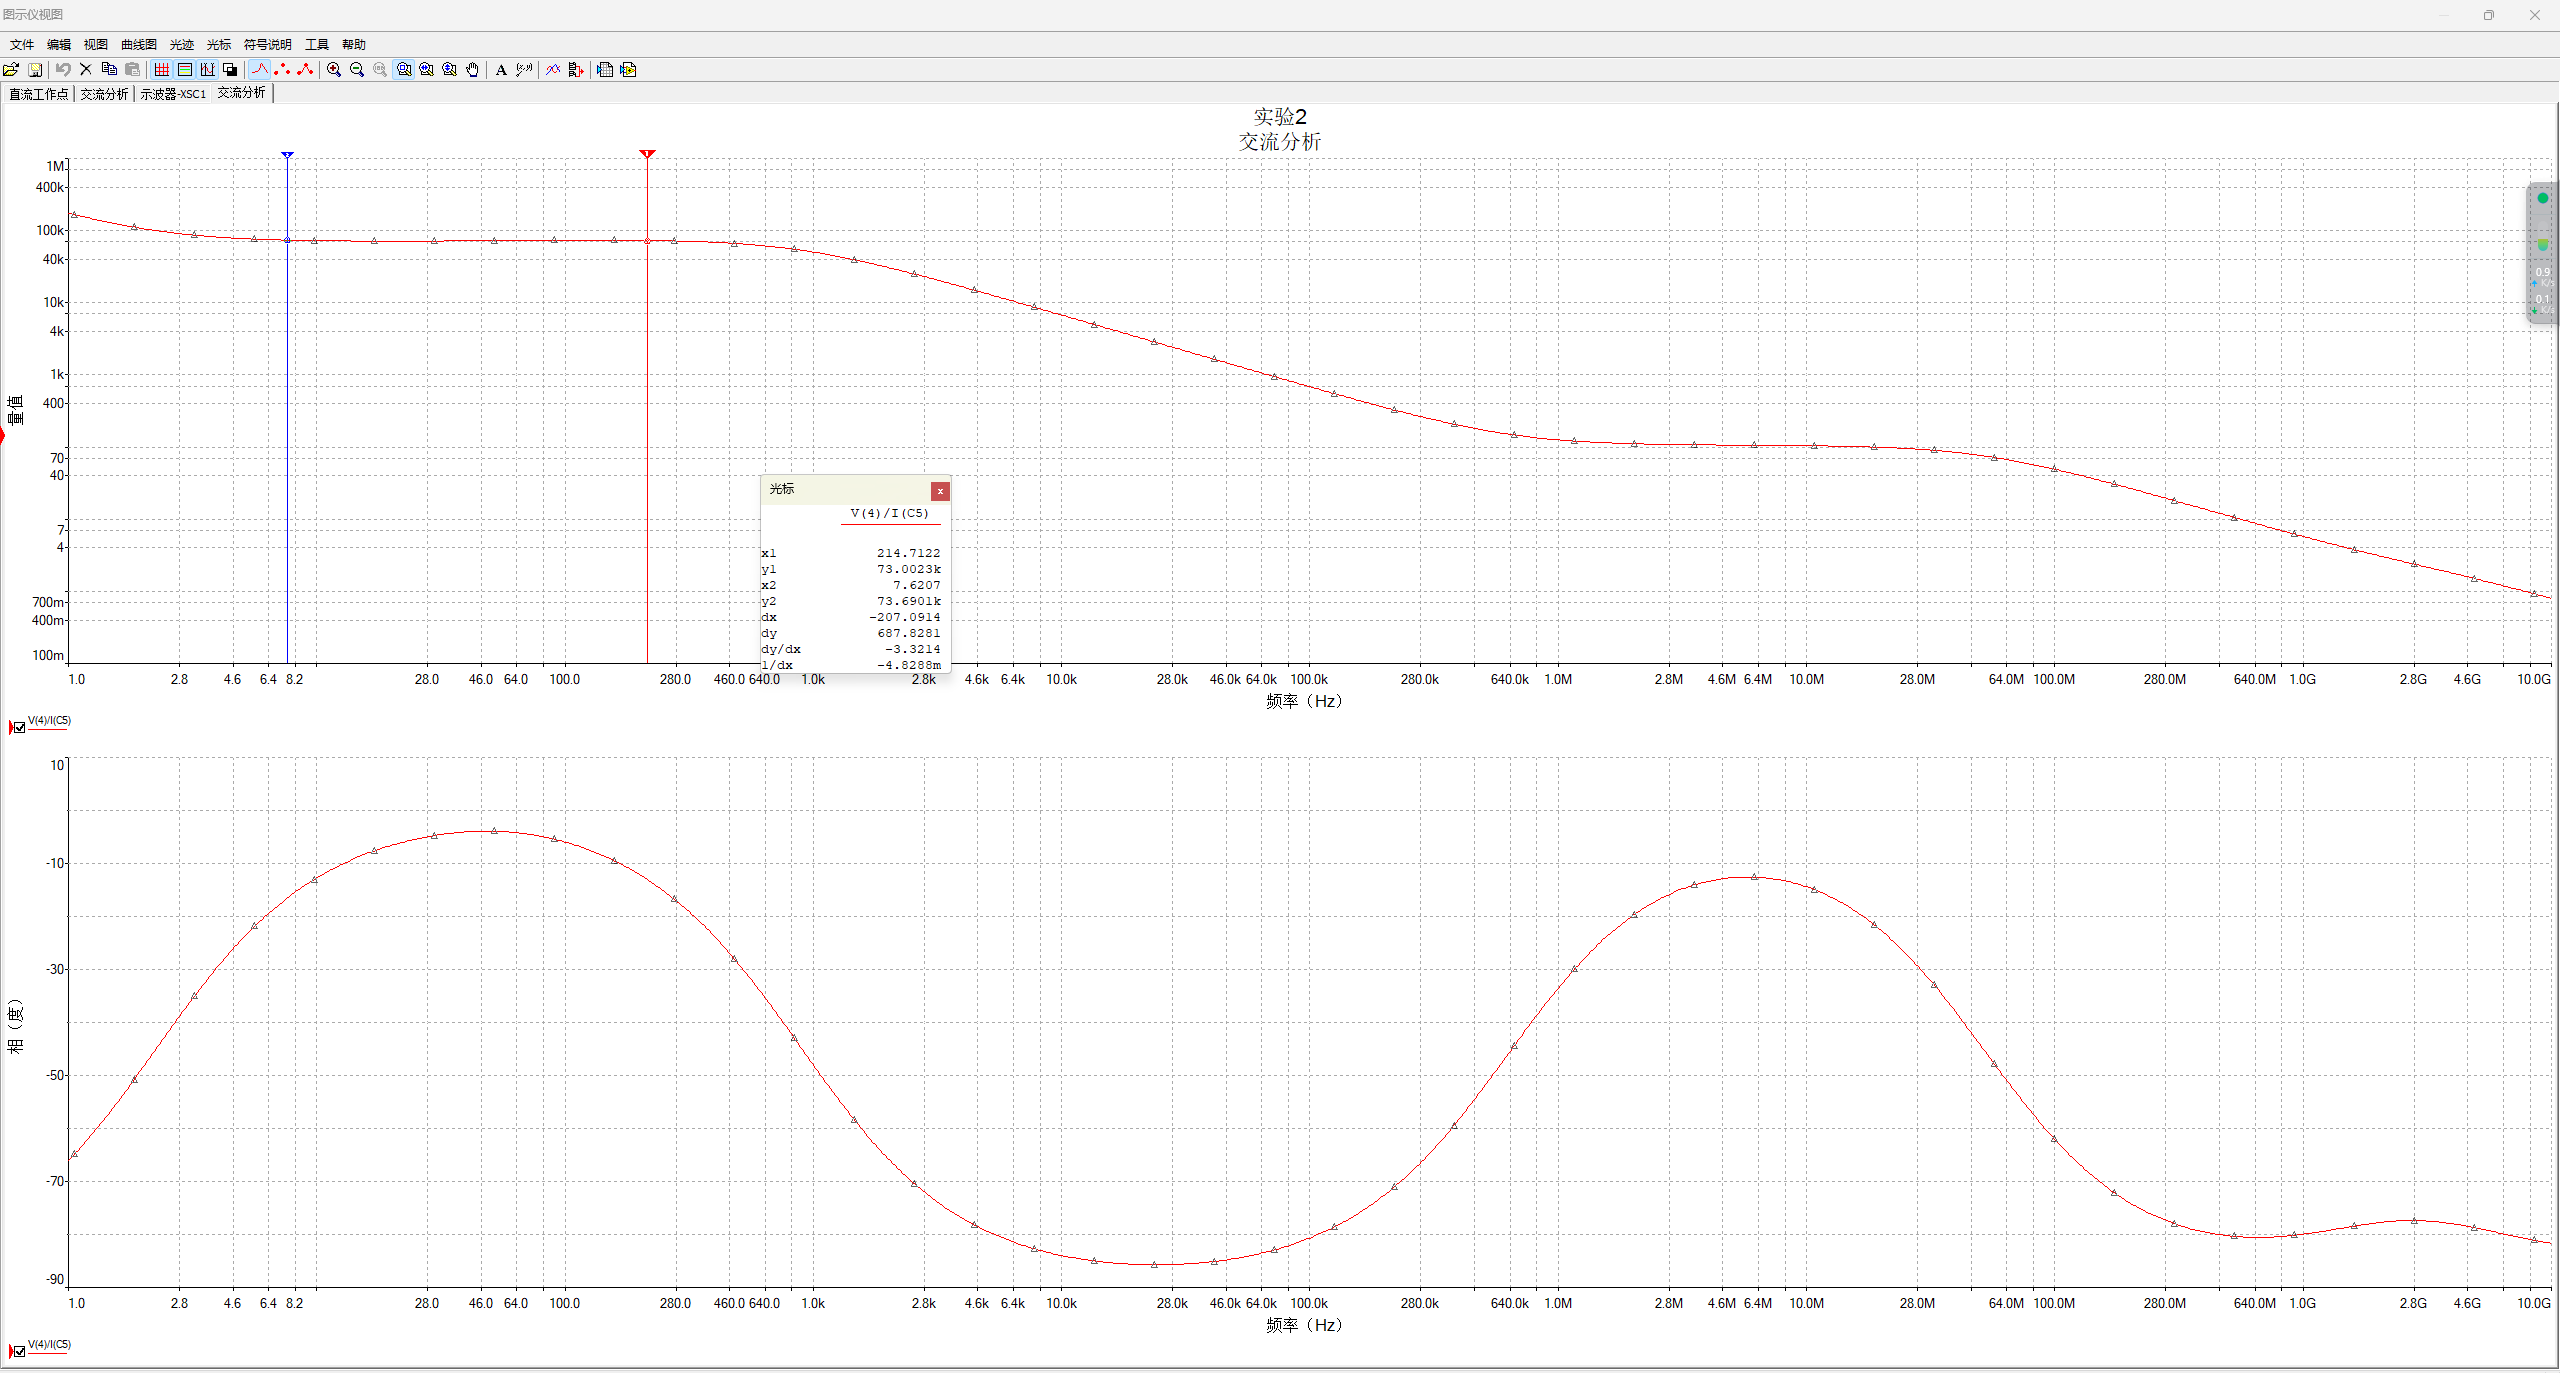 图示仪视图
文件 编辑 视图 曲线图 光迹 光标 符号说明 工具 帮助
直流工作点 交流分析 示波器-XSC1 交流分析
实验2
交流分析
1M
400k
100k
40k
10k
4k
1k
400
70
40
7
4
700m
400m
100m
量值
1.0 2.8 4.6 6.4 8.2 28.0 46.0 64.0 100.0 280.0 460.0 640.0 1.0k 2.8k 4.6k 6.4k 10.0k 28.0k 46.0k 64.0k 100.0k 280.0k 640.0k 1.0M 2.8M 4.6M 6.4M 10.0M 28.0M 64.0M 100.0M 280.0M 640.0M 1.0G 2.8G 4.6G 10.0G
频率（Hz）
V(4)/I(C5)
光标
x
V(4)/I(C5)
x1 214.7122
y1 73.0023k
x2 7.6207
y2 73.6901k
dx -207.0914
dy 687.8281
dy/dx -3.3214
1/dx -4.8288m
0.9
K/s
0.1
K/s
10
-10
-30
-50
-70
-90
相（度）
1.0 2.8 4.6 6.4 8.2 28.0 46.0 64.0 100.0 280.0 460.0 640.0 1.0k 2.8k 4.6k 6.4k 10.0k 28.0k 46.0k 64.0k 100.0k 280.0k 640.0k 1.0M 2.8M 4.6M 6.4M 10.0M 28.0M 64.0M 100.0M 280.0M 640.0M 1.0G 2.8G 4.6G 10.0G
频率（Hz）
V(4)/I(C5)